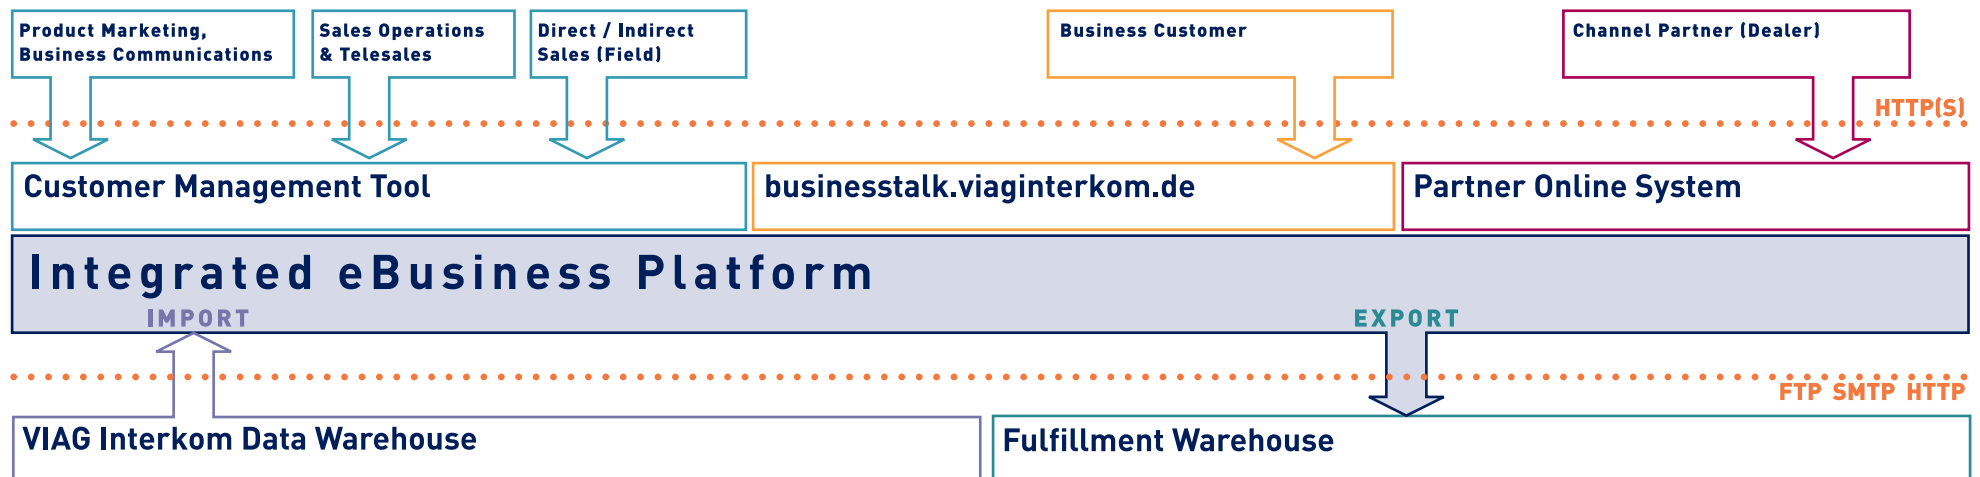 Product Marketing,
Business Communications
Sales Operations
& Telesales
Direct / Indirect
Sales (Field)
Business Customer
Channel Partner (Dealer)
HTTP(S)
Customer Management Tool
businesstalk.viaginterkom.de
Partner Online System
Integrated eBusiness Platform
IMPORT
EXPORT
FTP SMTP HTTP
VIAG Interkom Data Warehouse
Fulfillment Warehouse